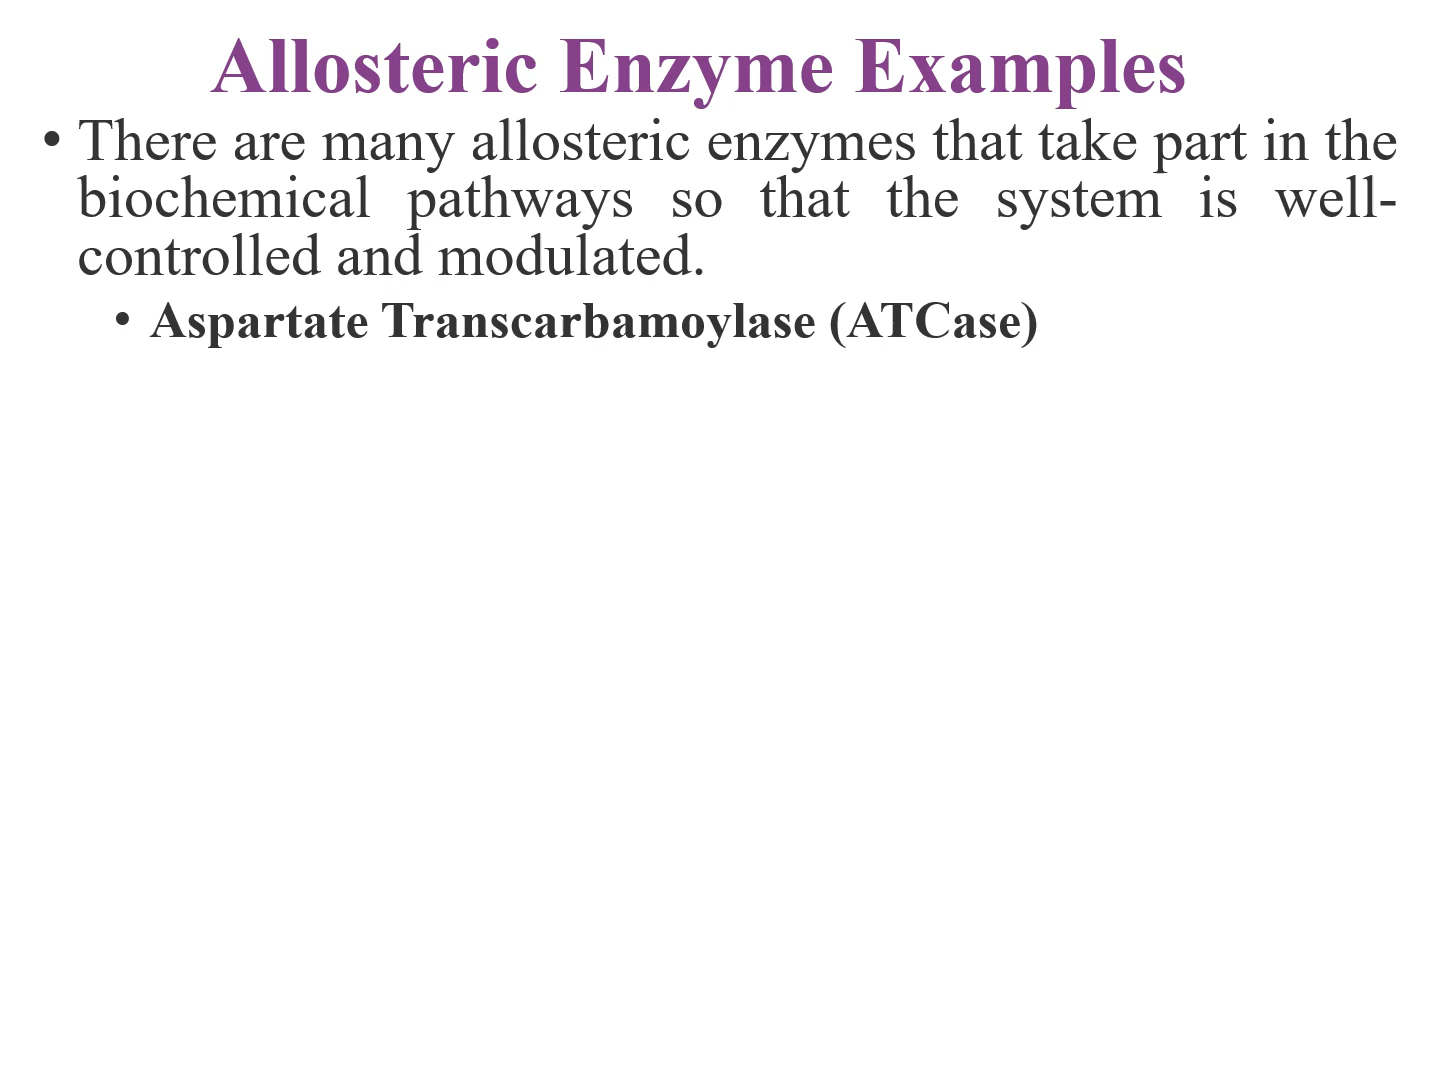 Allosteric Enzyme Examples
• There are many allosteric enzymes that take part in the
biochemical pathways so that the system is well-
controlled and modulated.
• Aspartate Transcarbamoylase (ATCase)